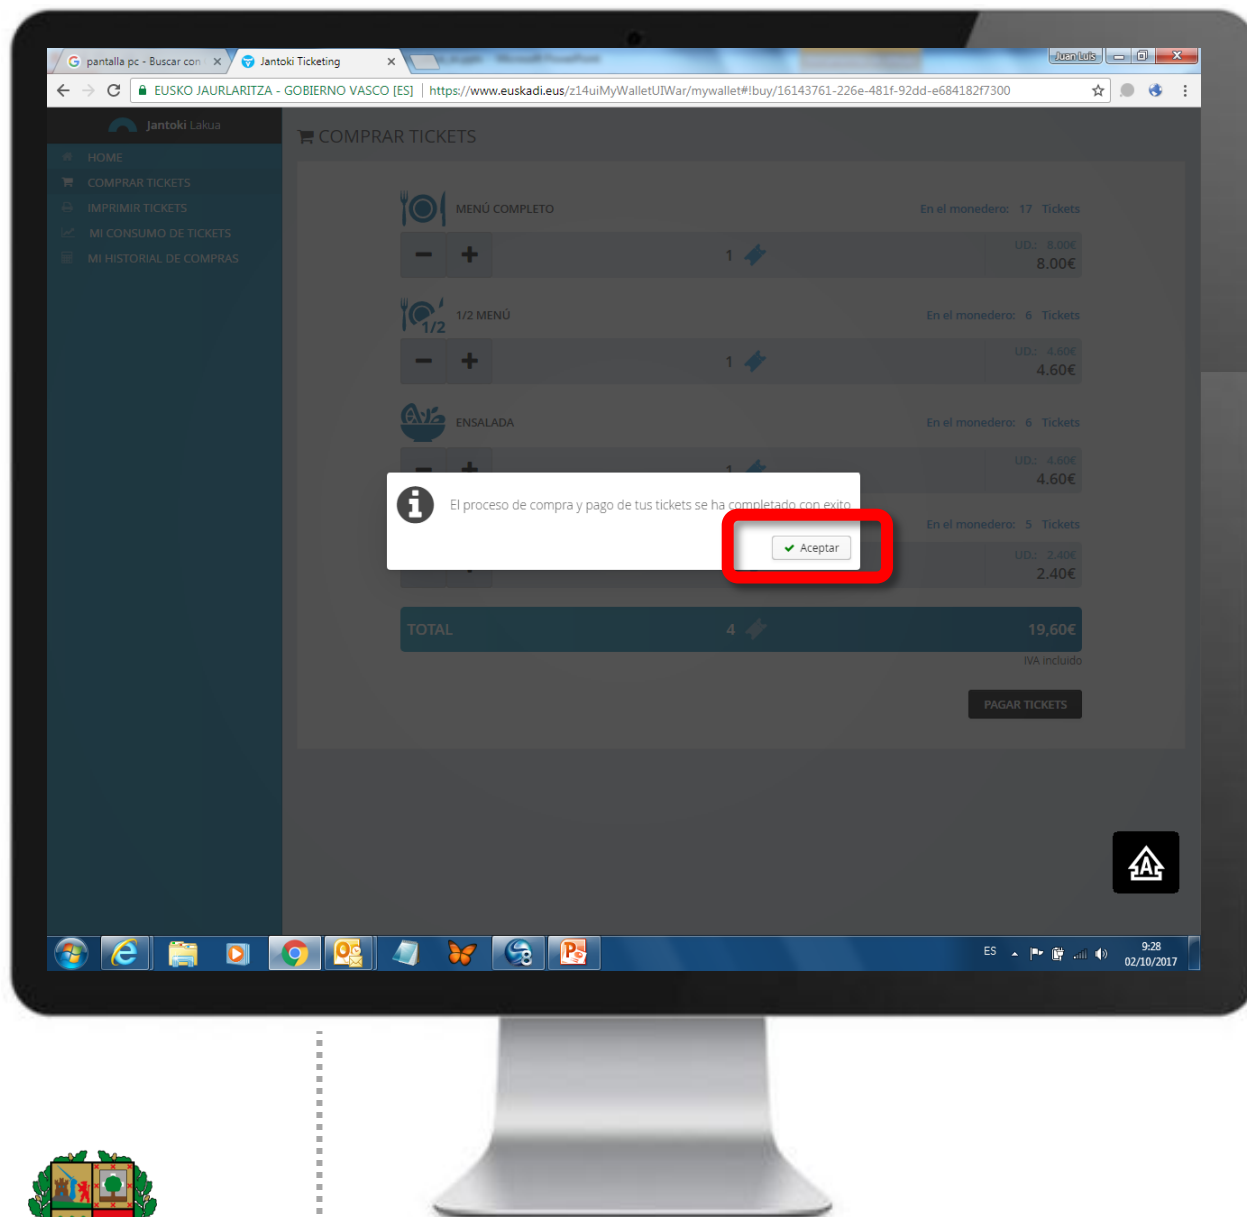 pantalla pc - Buscar con
Jantoki Ticketing
Juan Luis
EUSKO JAURLARITZA - GOBIERNO VASCO [ES] https://www.euskadi.eus/z14uiMyWalletUIWar/mywallet#!buy/16143761-226e-481f-92dd-e684182f7300
Jantoki Lakua
HOME
COMPRAR TICKETS
IMPRIMIR TICKETS
MI CONSUMO DE TICKETS
MI HISTORIAL DE COMPRAS
COMPRAR TICKETS
MENÚ COMPLETO En el monedero: 17 Tickets
UD.: 8.00€
1 8.00€
1/2
1/2 MENÚ En el monedero: 6 Tickets
UD.: 4.60€
1 4.60€
ENSALADA En el monedero: 6 Tickets
UD.: 4.60€
1 4.60€
El proceso de compra y pago de tus tickets se ha completado con exito
Aceptar
En el monedero: 5 Tickets
UD.: 2.40€
2.40€
TOTAL 4 19,60€
IVA incluido
PAGAR TICKETS
ES 9:28
02/10/2017